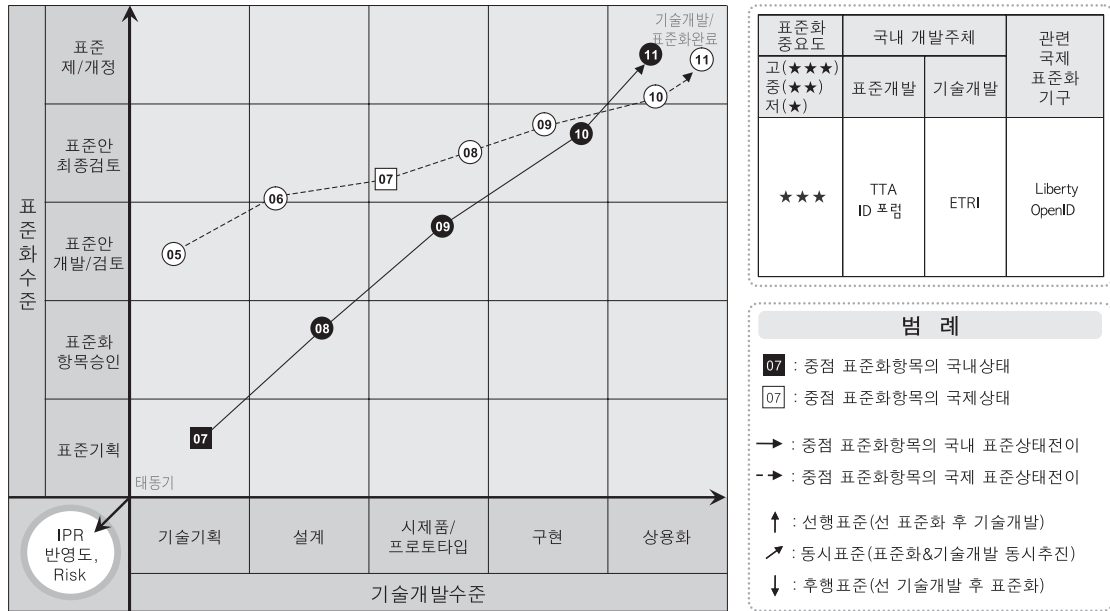 표준화수준
표준
제/개정
표준안
최종검토
표준안
개발/검토
표준화
항목승인
표준기획
기술개발/
표준화완료
11
11
10
10
09
08
07
06
09
05
08
07
태동기
IPR
반영도,
Risk
기술기획
설계
시제품/
프로토타입
구현
상용화
기술개발수준
표준화
중요도
고(★★★)
중(★★)
저(★)
국내 개발주체
표준개발
기술개발
관련
국제
표준화
기구
★★★
TTA
ID 포럼
ETRI
Liberty
OpenID
범 례
07 : 중점 표준화항목의 국내상태
07 : 중점 표준화항목의 국제상태
: 중점 표준화항목의 국내 표준상태전이
: 중점 표준화항목의 국제 표준상태전이
: 선행표준(선 표준화 후 기술개발)
: 동시표준(표준화&기술개발 동시추진)
: 후행표준(선 기술개발 후 표준화)